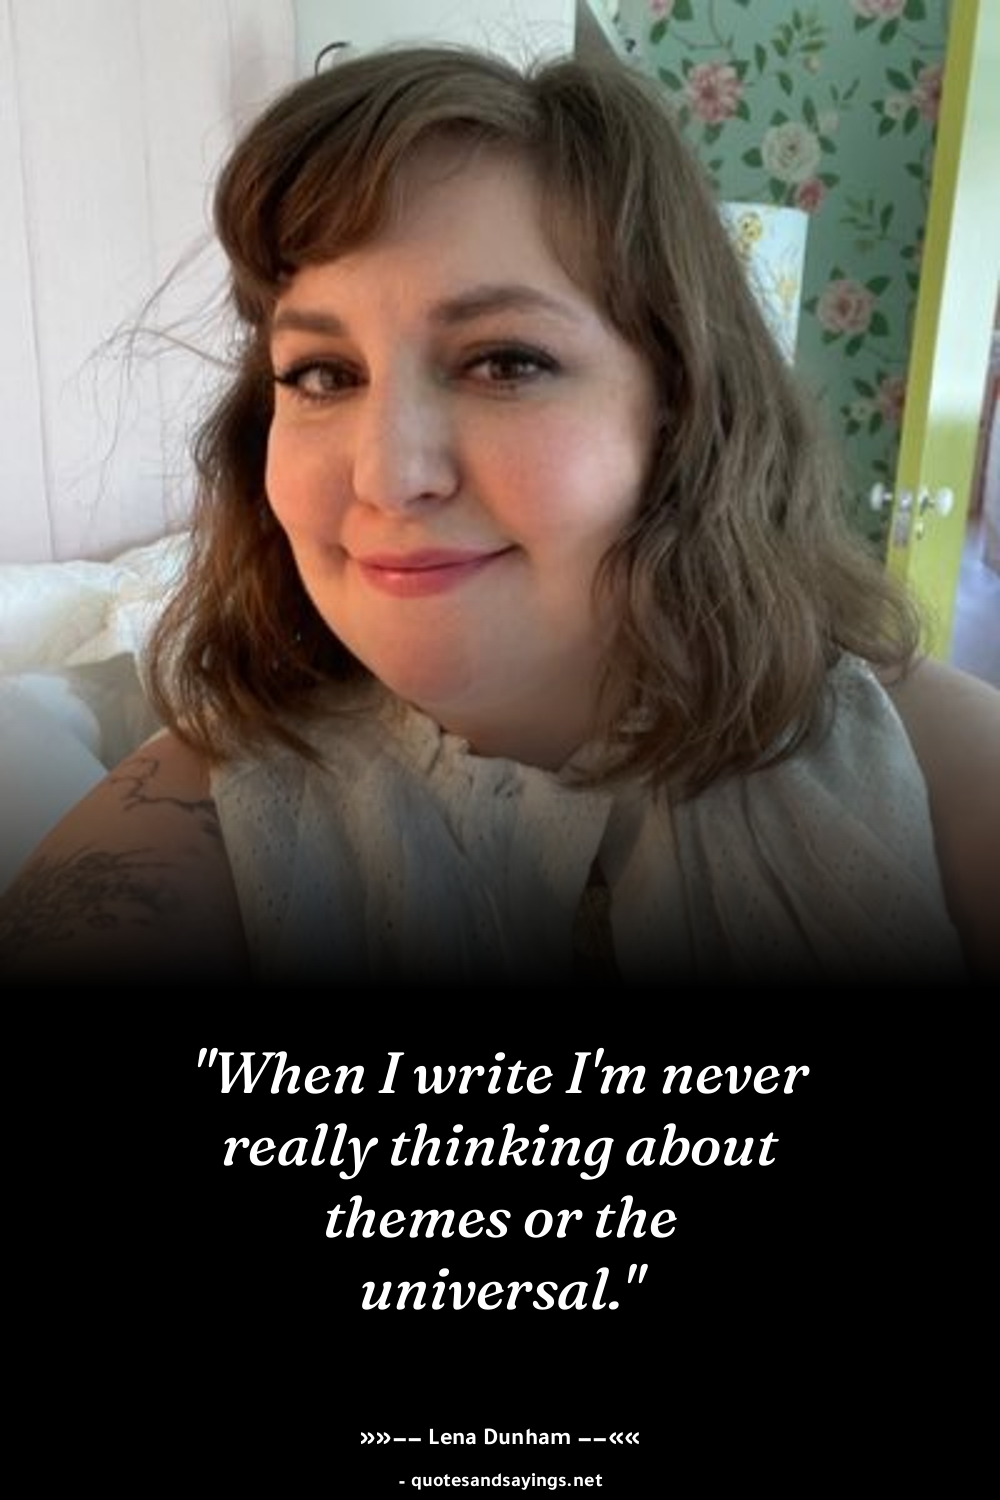 "When I write I'm never
really thinking about
themes or the
universal."
»»–– Lena Dunham ––««
- quotesandsayings.net